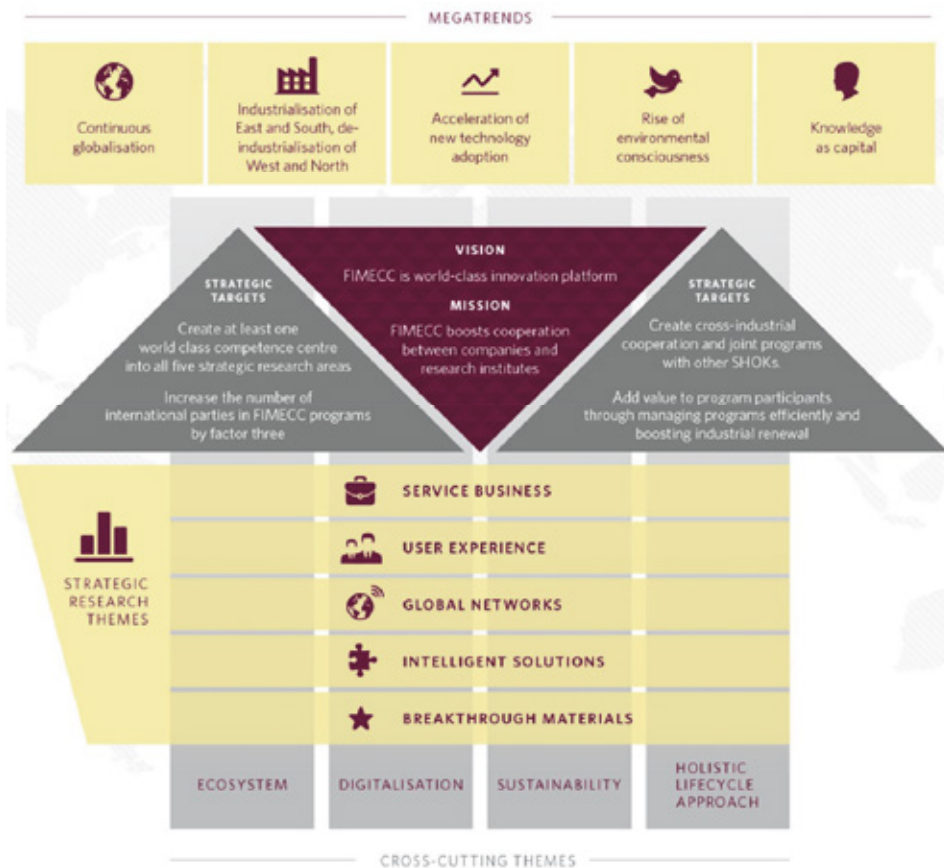 MEGATRENDS
Continuous
globalisation
Industrialisation of
East and South, de-
industrialisation of
West and North
Acceleration of
new technology
adoption
Rise of
environmental
consciousness
Knowledge
as capital
STRATEGIC
TARGETS
Create at least one
world class competence centre
into all five strategic research areas
Increase the number of
international parties in FIMECC programs
by factor three
VISION
FIMECC is world-class innovation platform
MISSION
FIMECC boosts cooperation
between companies and
research institutes
STRATEGIC
TARGETS
Create cross-industrial
cooperation and joint programs
with other SHOKs.
Add value to program participants
through managing programs efficiently and
boosting industrial renewal
STRATEGIC
RESEARCH
THEMES
SERVICE BUSINESS
USER EXPERIENCE
GLOBAL NETWORKS
INTELLIGENT SOLUTIONS
BREAKTHROUGH MATERIALS
ECOSYSTEM
DIGITALISATION
SUSTAINABILITY
HOLISTIC
LIFECYCLE
APPROACH
CROSS-CUTTING THEMES